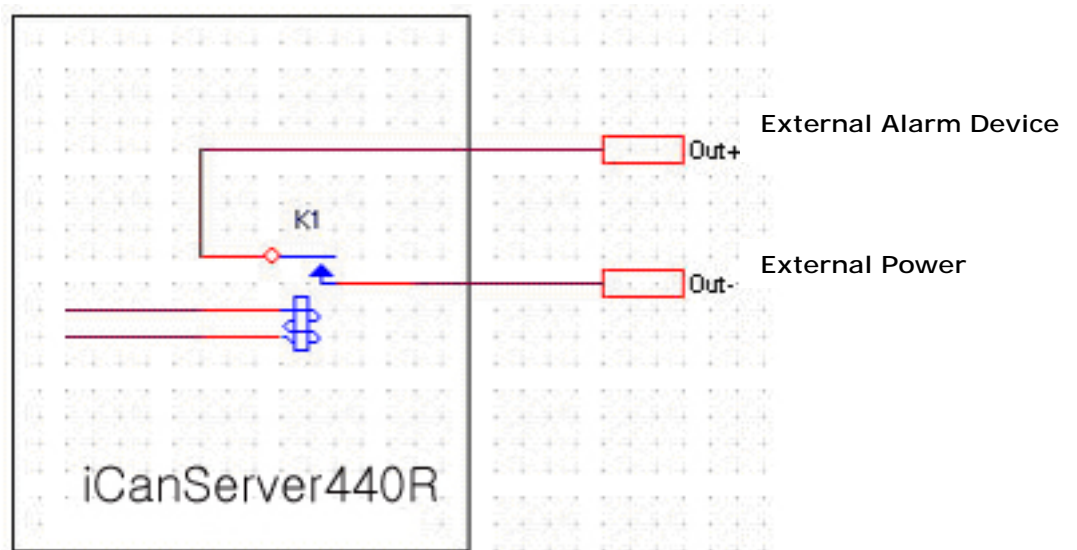 External Alarm Device
Out+
K1
External Power
Out-
iCanServer440R